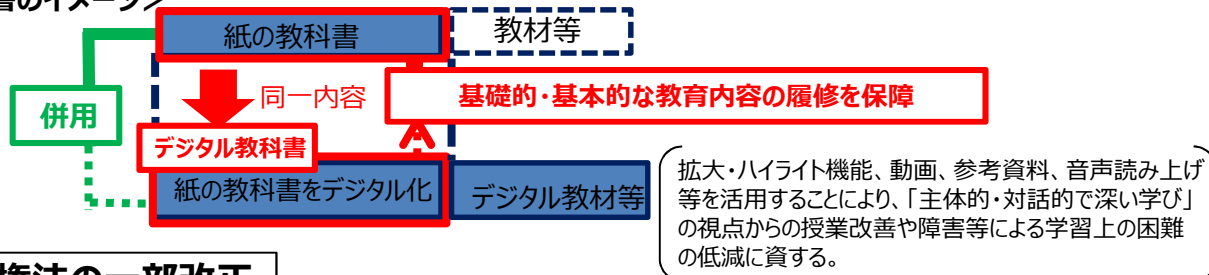 書のイメージ>
紙の教科書
教材等
同一内容
基礎的・基本的な教育内容の履修を保障
併用
デジタル教科書
紙の教科書をデジタル化
デジタル教材等
拡大・ハイライト機能、動画、参考資料、音声読み上げ
等を活用することにより、「主体的・対話的で深い学び」
の視点からの授業改善や障害等による学習上の困難
の低減に資する。
権法の一部改正